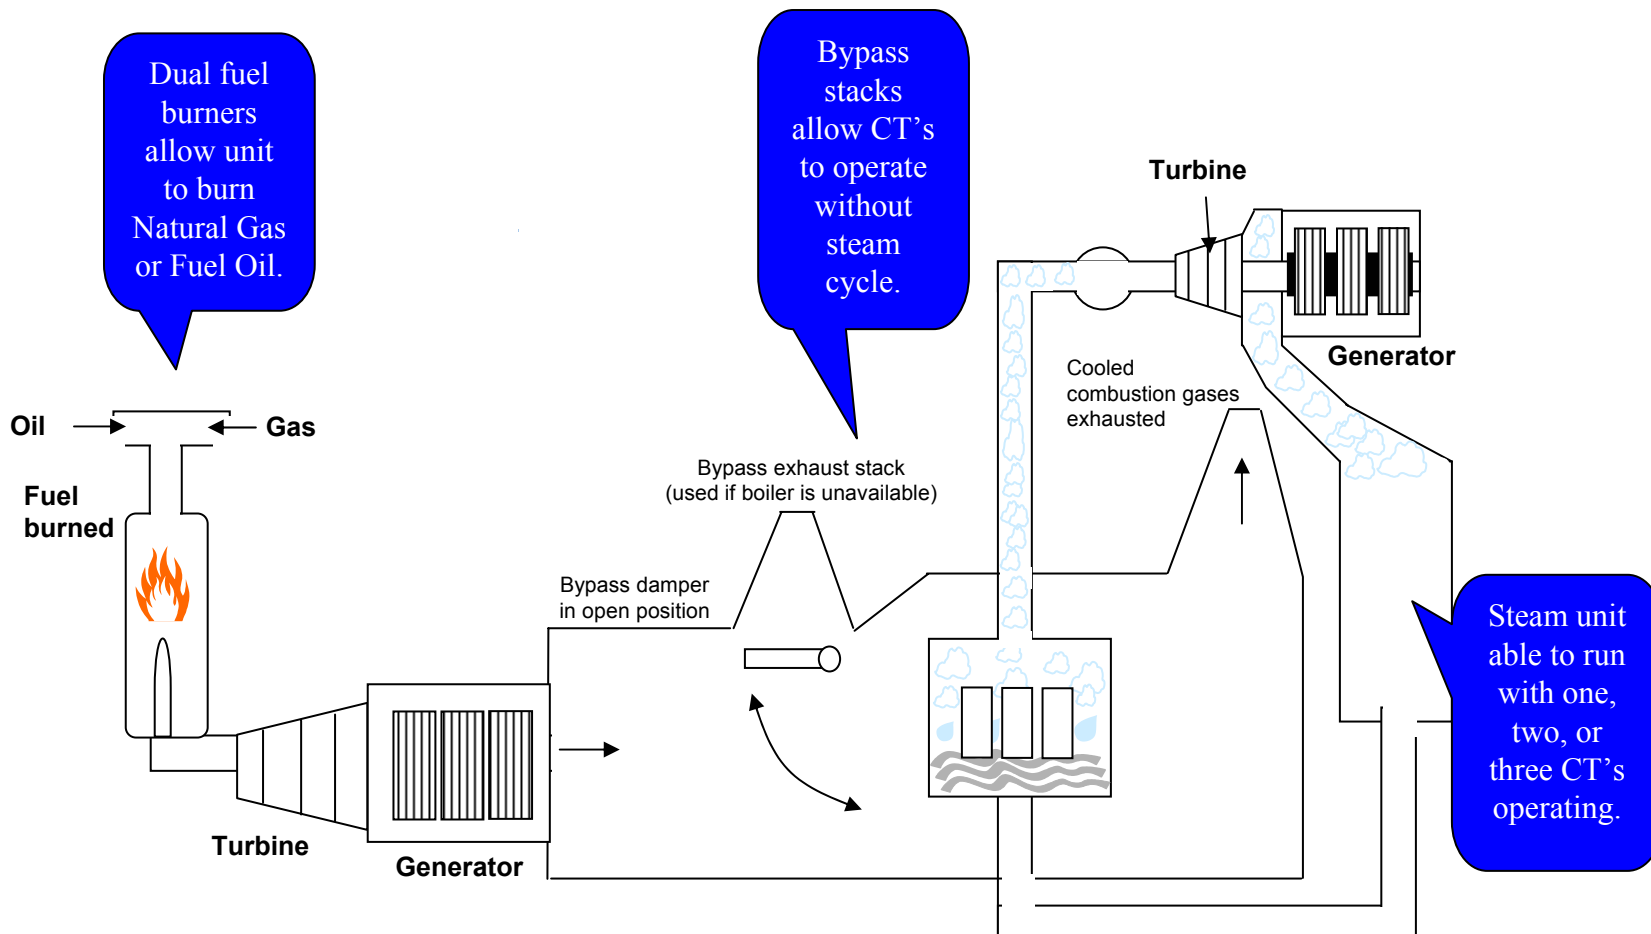 Dual fuel
burners
allow unit
to burn
Natural Gas
or Fuel Oil.
Bypass
stacks
allow CT’s
to operate
without
steam
cycle.
Turbine
Generator
Cooled
combustion gases
exhausted
Oil
Gas
Fuel
burned
Bypass exhaust stack
(used if boiler is unavailable)
Bypass damper
in open position
Steam unit
able to run
with one,
two, or
three CT’s
operating.
Turbine
Generator